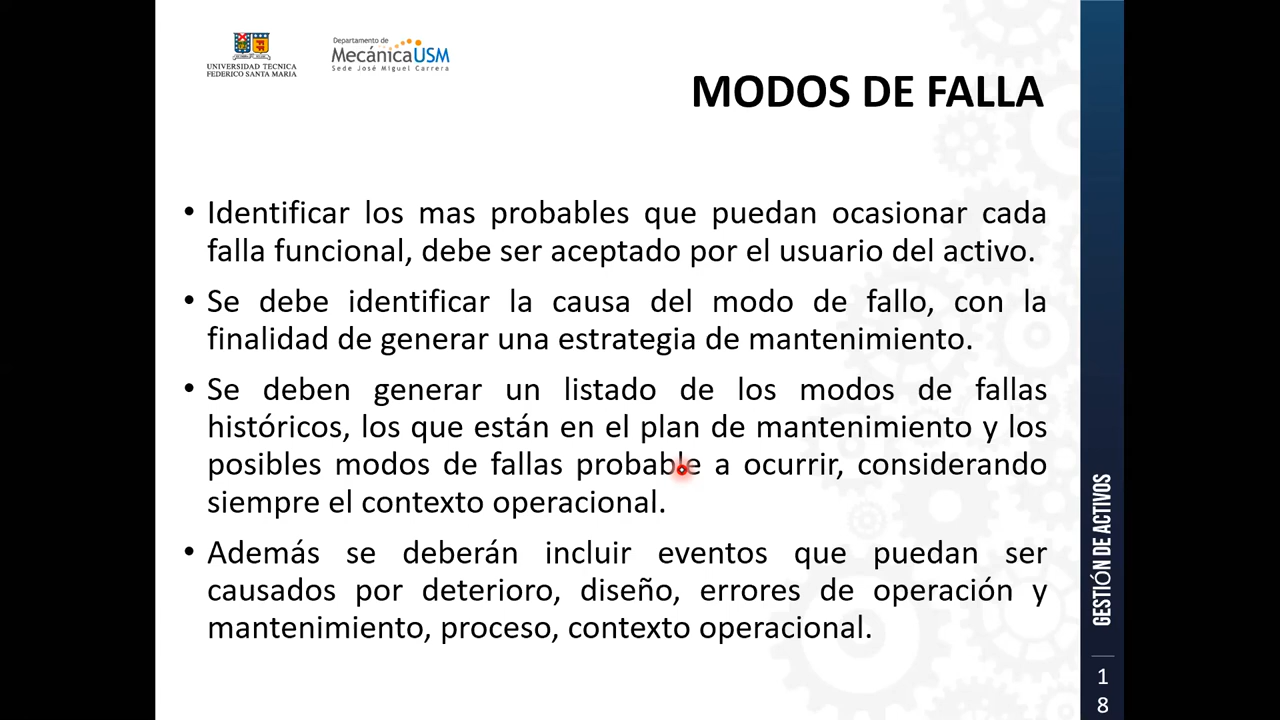 UNIVERSIDAD TECNICA
FEDERICO SANTA MARIA
Departamento de
MecánicaUSM
Sede José Miguel Carrera
MODOS DE FALLA
• Identificar los mas probables que puedan ocasionar cada
falla funcional, debe ser aceptado por el usuario del activo.
• Se debe identificar la causa del modo de fallo, con la
finalidad de generar una estrategia de mantenimiento.
• Se deben generar un listado de los modos de fallas
históricos, los que están en el plan de mantenimiento y los
posibles modos de fallas probable a ocurrir, considerando
siempre el contexto operacional.
• Además se deberán incluir eventos que puedan ser
causados por deterioro, diseño, errores de operación y
mantenimiento, proceso, contexto operacional.
GESTIÓN DE ACTIVOS
1
8